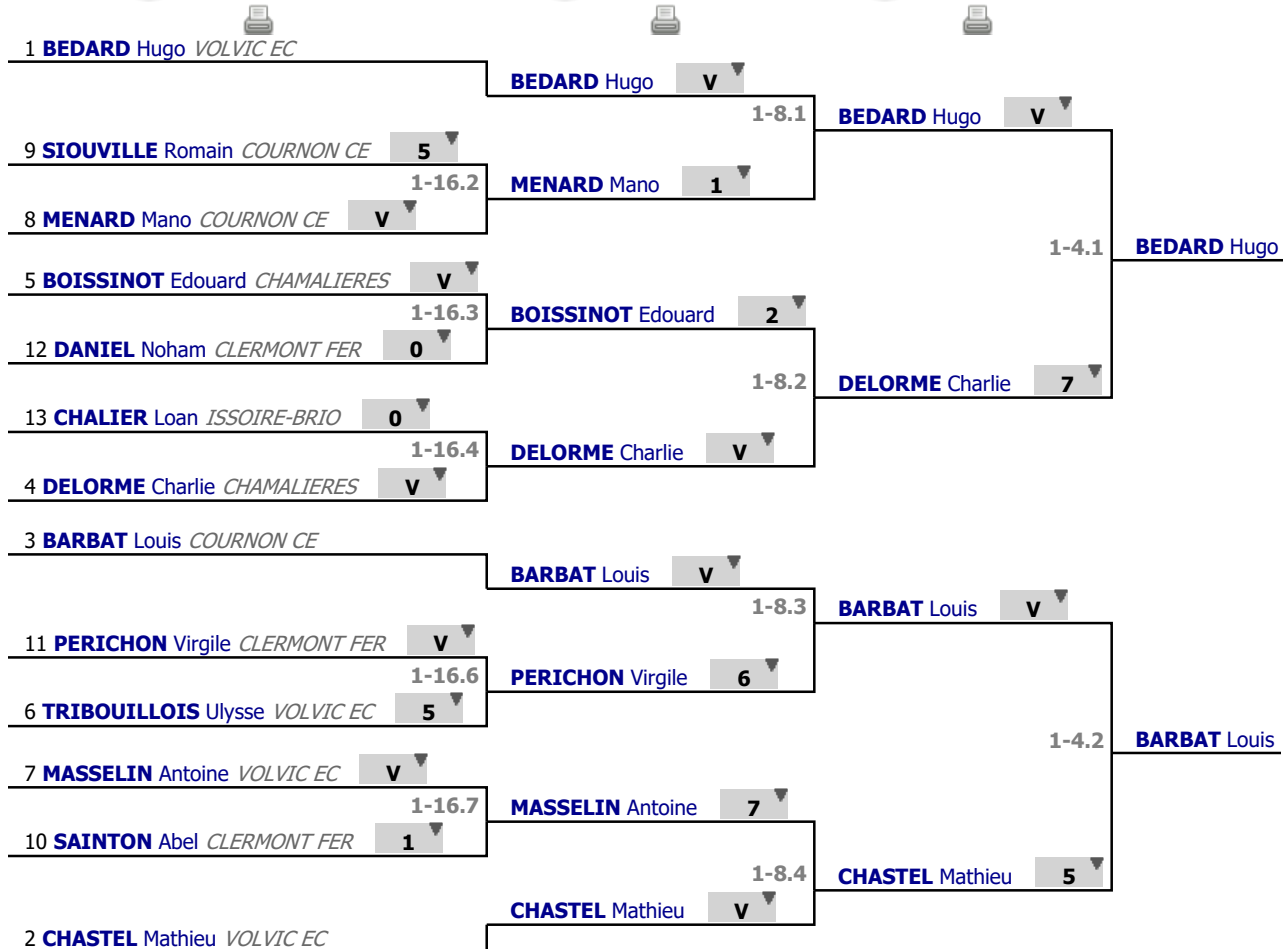 1 BEDARD Hugo VOLVIC EC
BEDARD Hugo V
1-8.1
BEDARD Hugo V
9 SIOUVILLE Romain COURNON CE 5
1-16.2
MENARD Mano 1
8 MENARD Mano COURNON CE V
1-4.1
BEDARD Hugo
5 BOISSINOT Edouard CHAMALIERES V
1-16.3
BOISSINOT Edouard 2
12 DANIEL Noham CLERMONT FER 0
1-8.2
DELORME Charlie 7
13 CHALIER Loan ISSOIRE-BRIO 0
1-16.4
DELORME Charlie V
4 DELORME Charlie CHAMALIERES V
3 BARBAT Louis COURNON CE
BARBAT Louis V
1-8.3
BARBAT Louis V
11 PERICHON Virgile CLERMONT FER V
1-16.6
PERICHON Virgile 6
6 TRIBOUILLOIS Ulysse VOLVIC EC 5
1-4.2
BARBAT Louis
7 MASSELIN Antoine VOLVIC EC V
1-16.7
MASSELIN Antoine 7
10 SAINTON Abel CLERMONT FER 1
1-8.4
CHASTEL Mathieu 5
CHASTEL Mathieu V
2 CHASTEL Mathieu VOLVIC EC